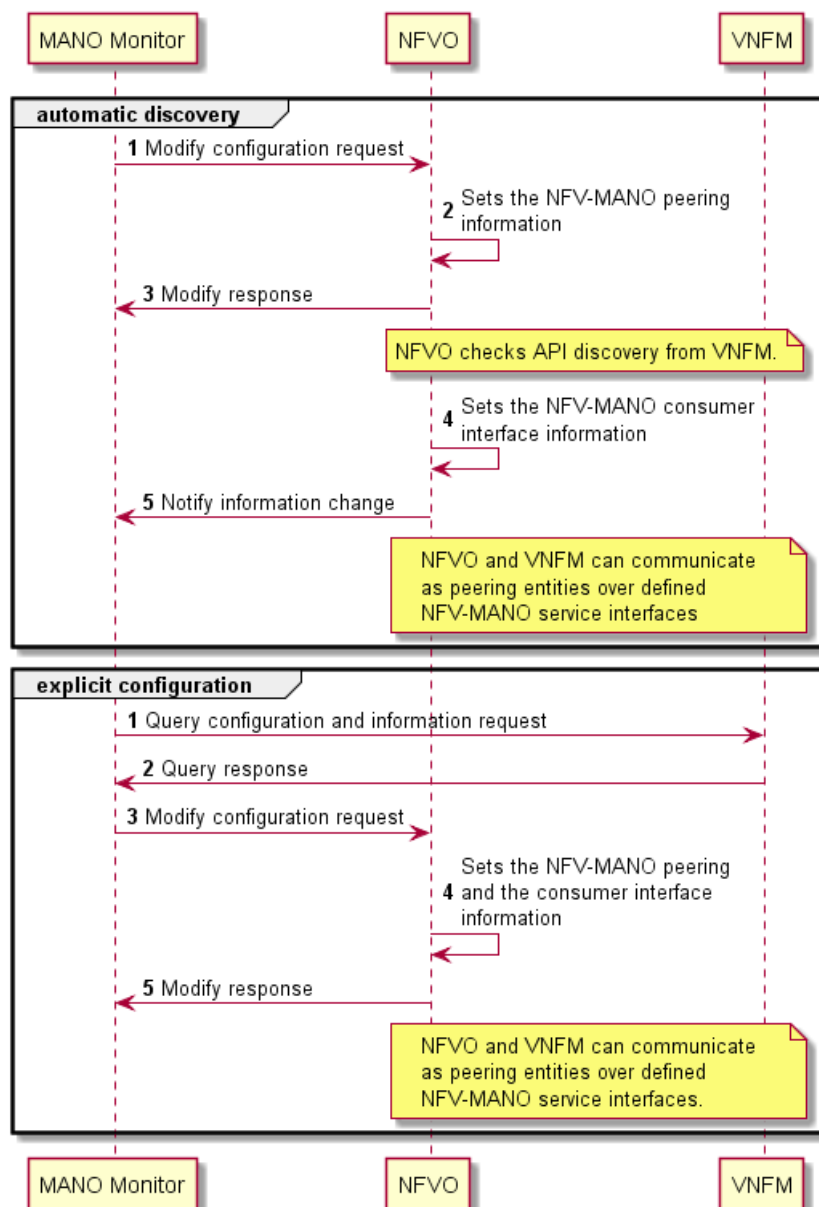 MANO Monitor NFVO VNFM
automatic discovery
1 Modify configuration request
Sets the NFV-MANO peering
2
information
3 Modify response
NFVO checks API discovery from VNFM.
Sets the NFV-MANO consumer
4
interface information
5 Notify information change
NFVO and VNFM can communicate
as peering entities over defined
NFV-MANO service interfaces
explicit configuration
1 Query configuration and information request
2 Query response
3 Modify configuration request
Sets the NFV-MANO peering
4 and the consumer interface
information
5 Modify response
NFVO and VNFM can communicate
as peering entities over defined
NFV-MANO service interfaces.
MANO Monitor NFVO VNFM